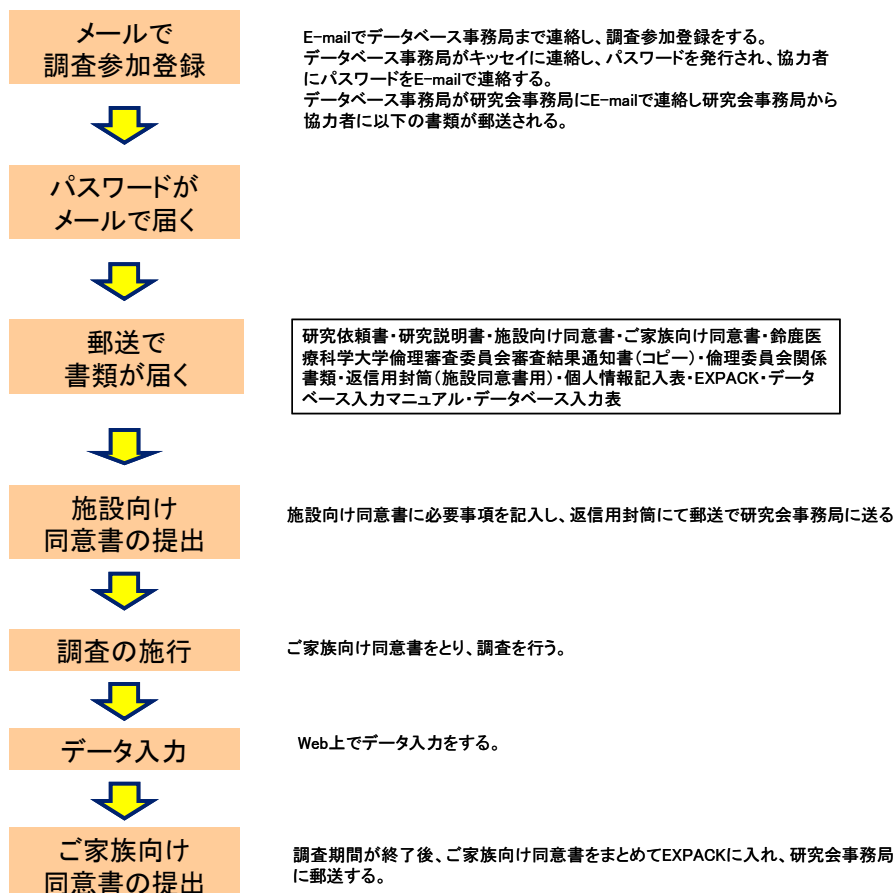 メールで
調査参加登録
E-mailでデータベース事務局まで連絡し、調査参加登録をする。
データベース事務局がキッセイに連絡し、パスワードを発行され、協力者
にパスワードをE-mailで連絡する。
データベース事務局が研究会事務局にE-mailで連絡し研究会事務局から
協力者に以下の書類が郵送される。
パスワードが
メールで届く
郵送で
書類が届く
研究依頼書・研究説明書・施設向け同意書・ご家族向け同意書・鈴鹿医
療科学大学倫理審査委員会審査結果通知書(コピー)・倫理委員会関係
書類・返信用封筒(施設同意書用)・個人情報記入表・EXPACK・データ
ベース入力マニュアル・データベース入力表
施設向け
同意書の提出
施設向け同意書に必要事項を記入し、返信用封筒にて郵送で研究会事務局に送る
調査の施行
ご家族向け同意書をとり、調査を行う。
データ入力
Web上でデータ入力をする。
ご家族向け
同意書の提出
調査期間が終了後、ご家族向け同意書をまとめてEXPACKに入れ、研究会事務局
に郵送する。